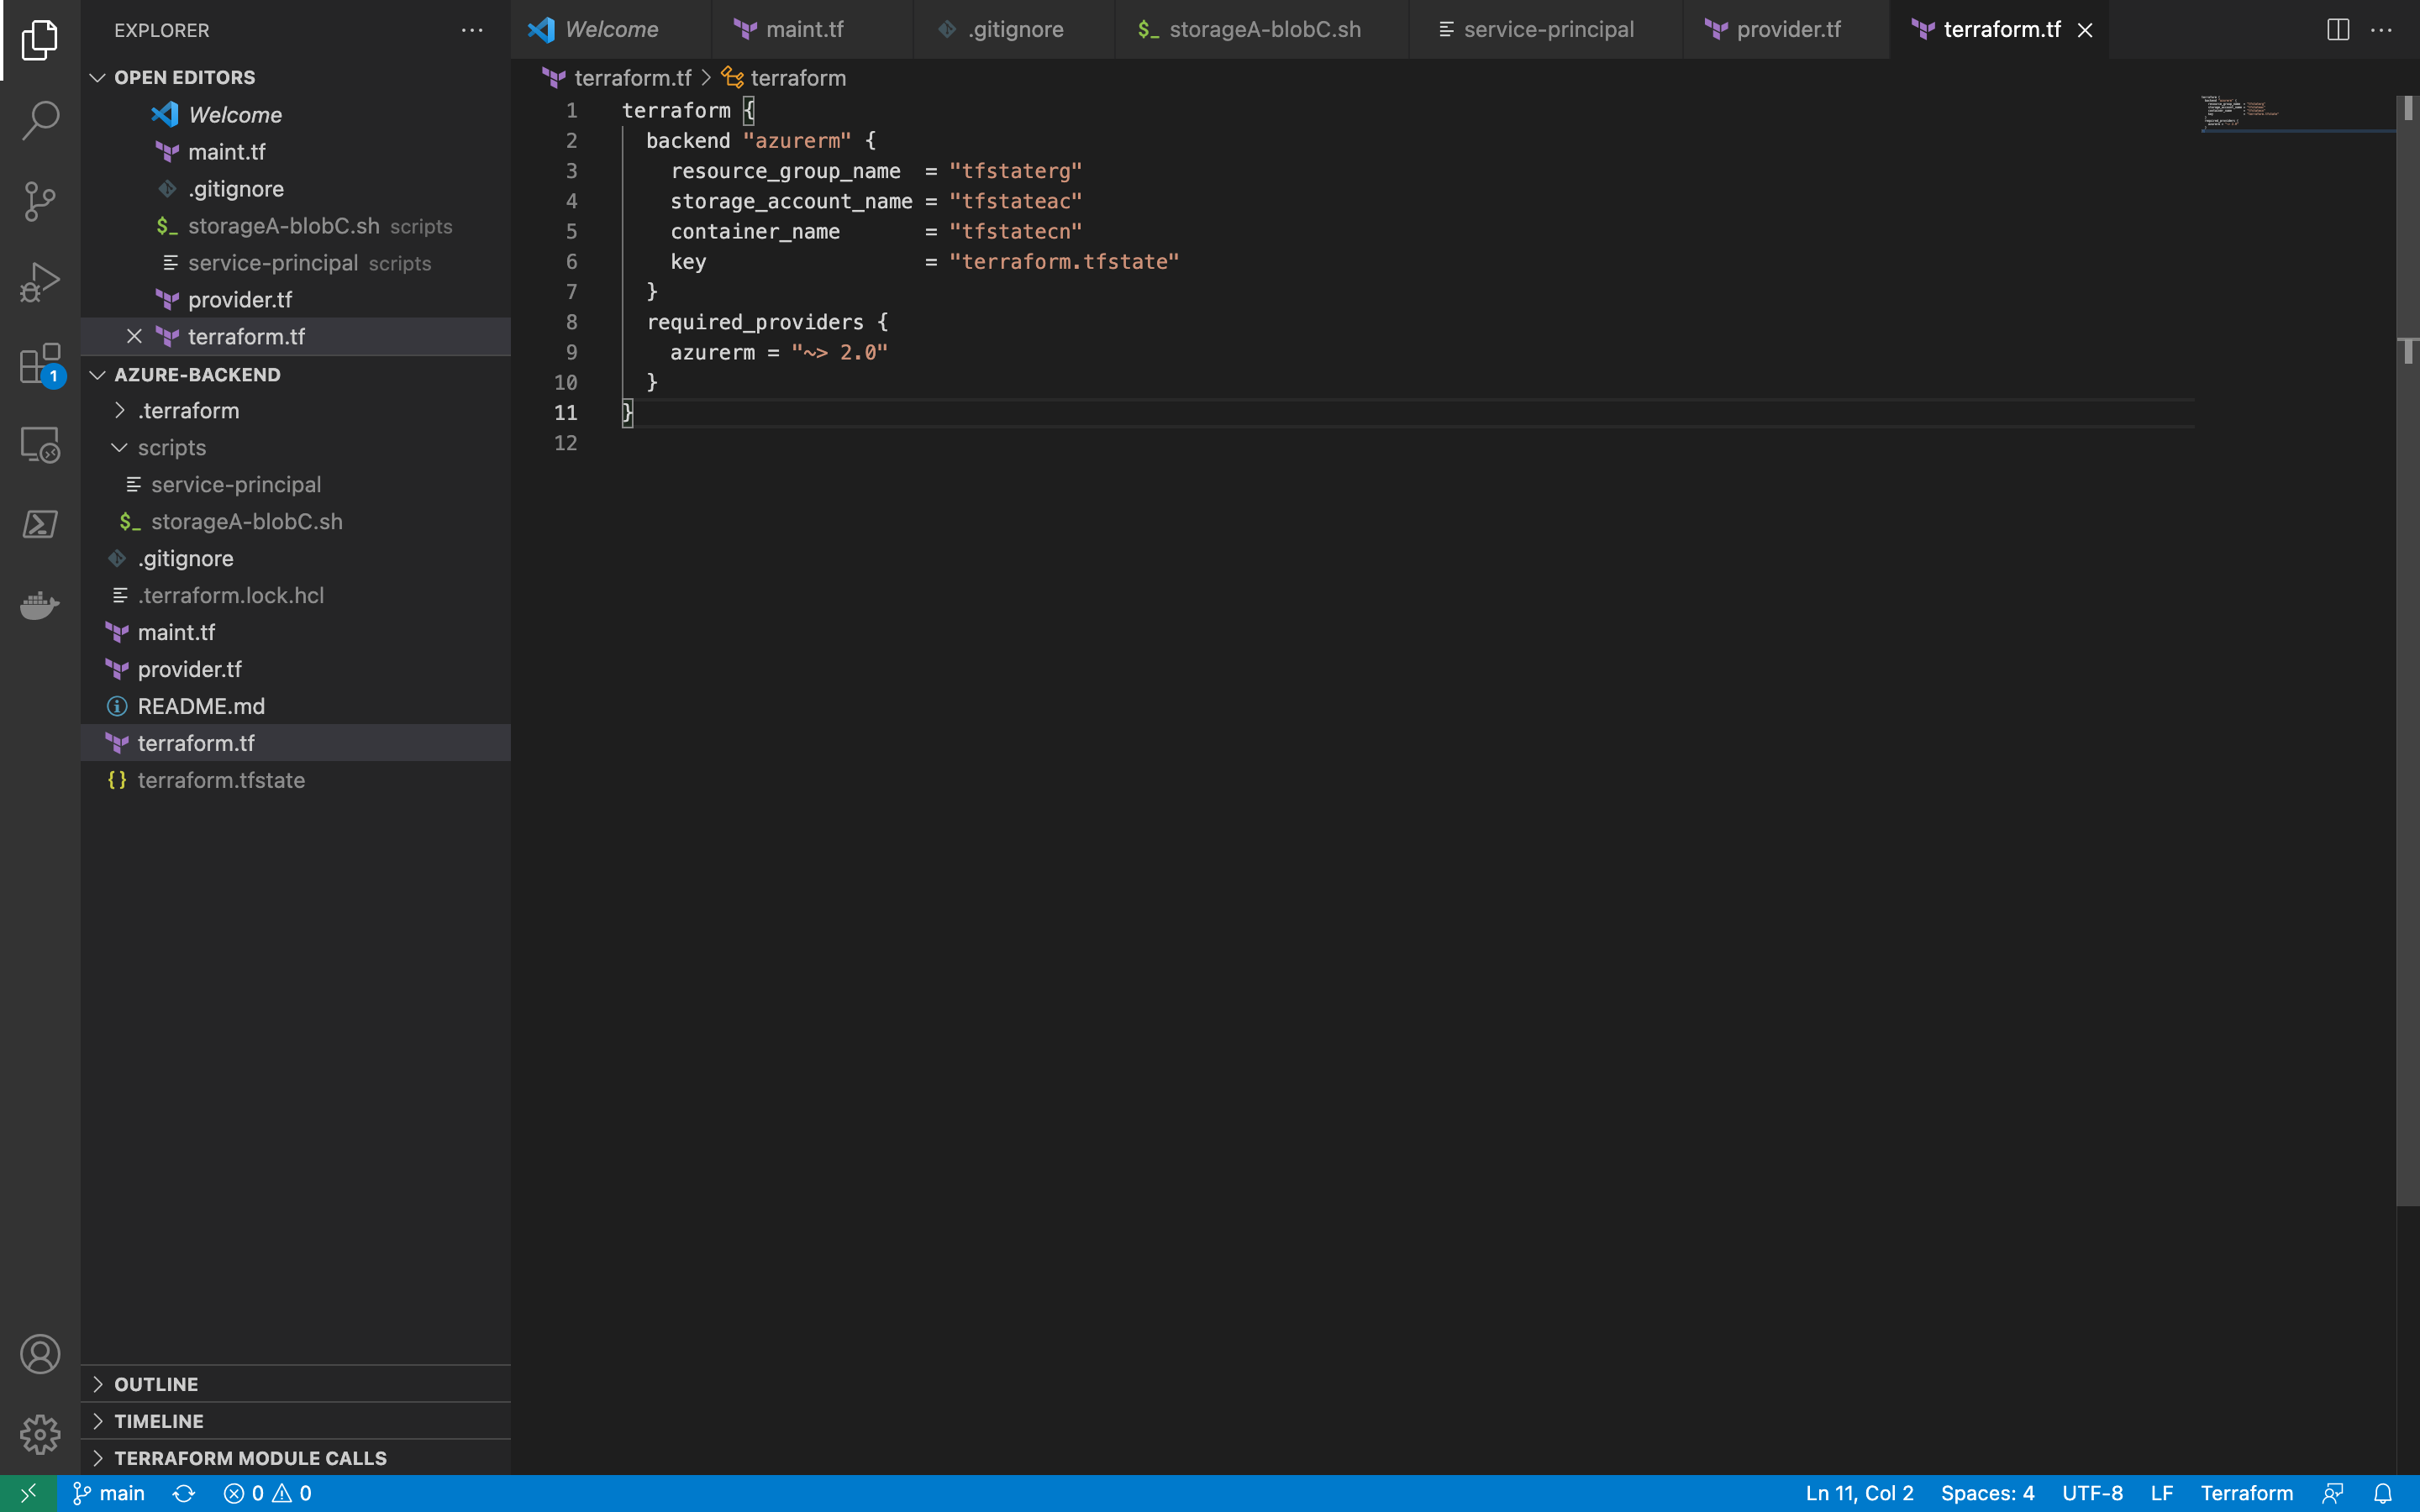 EXPLORER
OPEN EDITORS
Welcome
maint.tf
.gitignore
$_ storageA-blobC.sh scripts
service-principal scripts
provider.tf
terraform.tf
AZURE-BACKEND
.terraform
scripts
service-principal
$_ storageA-blobC.sh
.gitignore
.terraform.lock.hcl
maint.tf
provider.tf
README.md
terraform.tf
{} terraform.tfstate
OUTLINE
TIMELINE
TERRAFORM MODULE CALLS
1
Welcome
maint.tf
.gitignore
$_ storageA-blobC.sh
service-principal
provider.tf
terraform.tf
terraform.tf > terraform
1 terraform {
2 backend "azurerm" {
3 resource_group_name = "tfstaterg"
4 storage_account_name = "tfstateac"
5 container_name = "tfstatecn"
6 key = "terraform.tfstate"
7 }
8 required_providers {
9 azurerm = "~> 2.0"
10 }
11 }
12
main 0 0 Ln 11, Col 2 Spaces: 4 UTF-8 LF Terraform